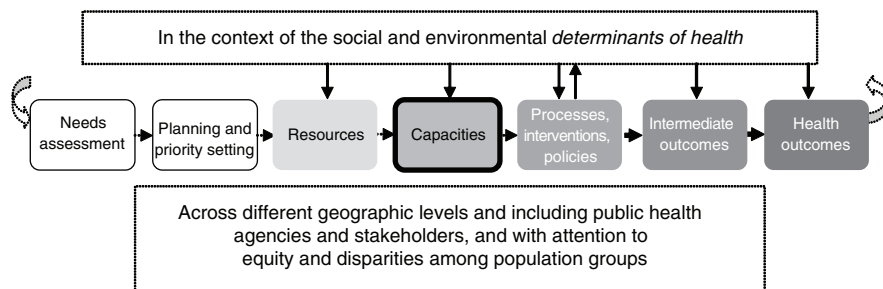 In the context of the social and environmental determinants of health
Needs
assessment
Planning and
priority setting
Resources
Capacities
Processes,
interventions,
policies
Intermediate
outcomes
Health
outcomes
Across different geographic levels and including public health
agencies and stakeholders, and with attention to
equity and disparities among population groups